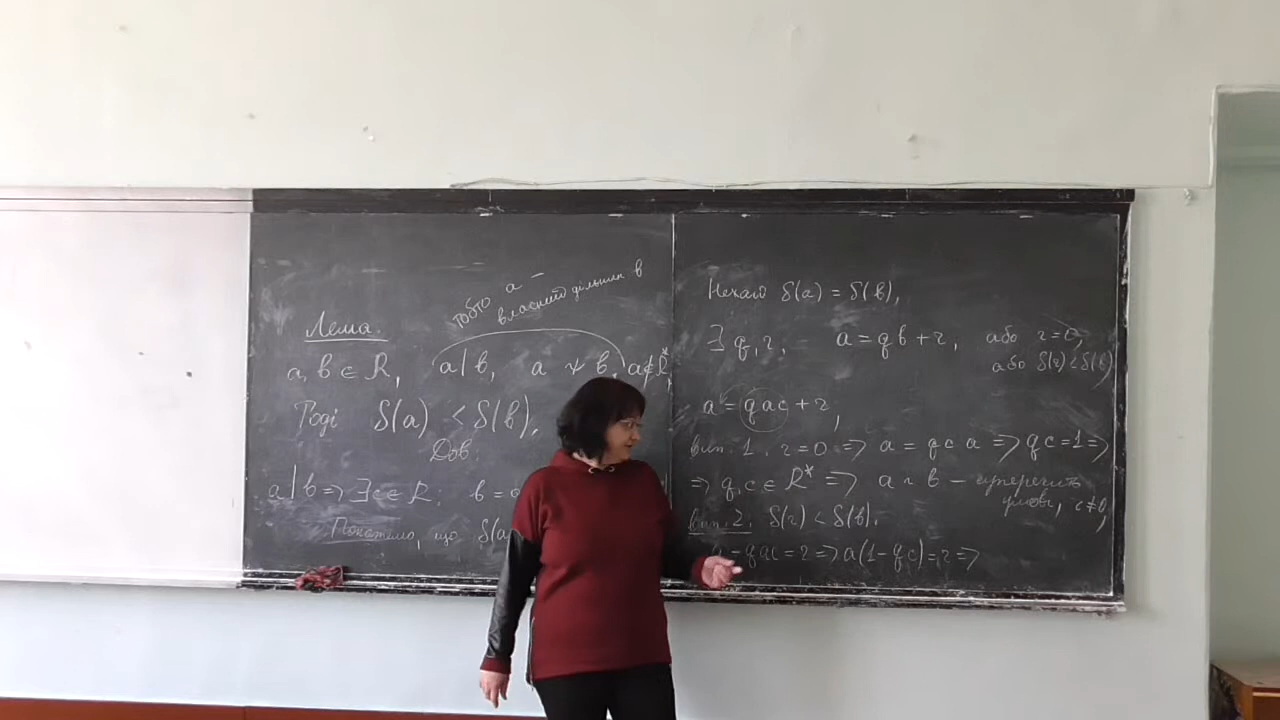 тобто a –
власний дільник b
Лема.
a, b ∈ R, a | b, a ≁ b, a ∉ R*,
Тоді δ(a) < δ(b).
Дов.
a | b ⇒ ∃ c ∈ R: b = a
Покажемо, що δ(a
Нехай δ(a) = δ(b),
∃ q, r, a = qb + r, або r = 0,
або δ(r) < δ(b)
a = qac + r,
вип. 1. r = 0 ⇒ a = qca ⇒ qc = 1 ⇒
⇒ q, c ∈ R* ⇒ a ~ b – суперечить
умові, c ≠ 0,
вип. 2. δ(r) < δ(b).
a – qac = r ⇒ a(1 – qc) = r ⇒